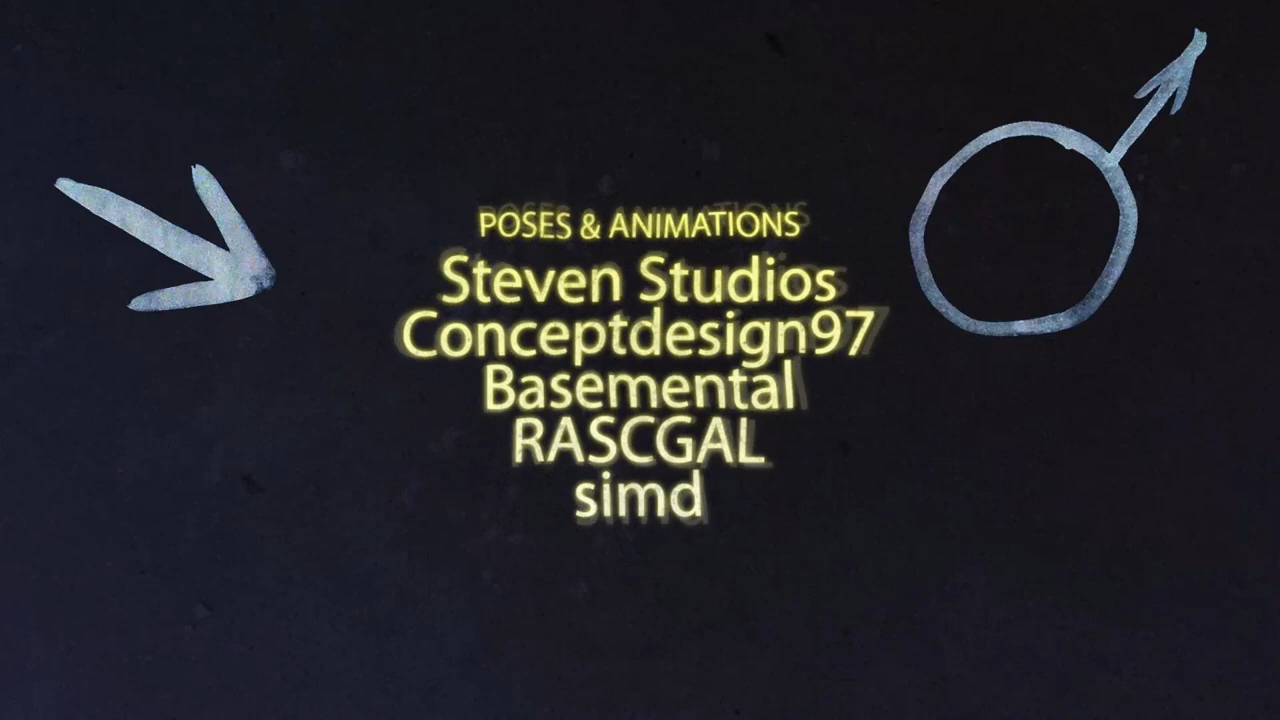 POSES & ANIMATIONS
Steven Studios
Conceptdesign97
Basemental
RASCGAL
simd